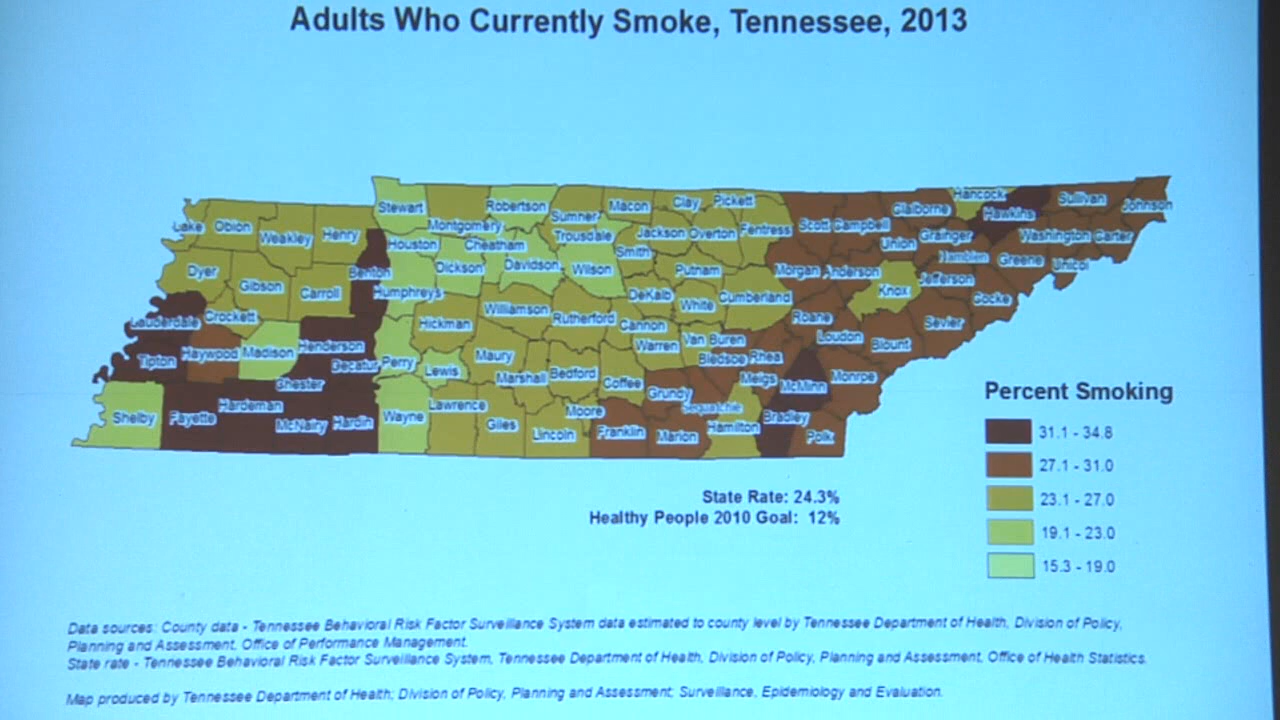 Adults Who Currently Smoke, Tennessee, 2013
Hancock
Stewart
Robertson
Macon
Clay
Pickett
Claiborne
Hawkins
Sullivan
Johnson
Lake
Obion
Weakley
Henry
Montgomery
Sumner
Trousdale
Smith
Jackson
Overton
Fentress
Scott
Campbell
Union
Grainger
Washington
Carter
Houston
Cheatham
Hamblen
Greene
Unicoi
Dyer
Gibson
Carroll
Benton
Dickson
Davidson
Wilson
Putnam
Morgan
Anderson
Knox
Jefferson
Cocke
Humphreys
Williamson
Rutherford
DeKalb
White
Cumberland
Roane
Lauderdale
Crockett
Hickman
Cannon
Warren
Van Buren
Loudon
Blount
Sevier
Tipton
Haywood
Madison
Henderson
Decatur
Perry
Lewis
Maury
Marshall
Bedford
Coffee
Bledsoe
Rhea
Meigs
McMinn
Monroe
Chester
Grundy
Sequatchie
Shelby
Fayette
Hardeman
McNairy
Hardin
Wayne
Lawrence
Giles
Moore
Lincoln
Franklin
Marion
Hamilton
Bradley
Polk
Percent Smoking
31.1 - 34.8
27.1 - 31.0
23.1 - 27.0
19.1 - 23.0
15.3 - 19.0
State Rate: 24.3%
Healthy People 2010 Goal: 12%
Data sources: County data - Tennessee Behavioral Risk Factor Surveillance System data estimated to county level by Tennessee Department of Health, Division of Policy,
Planning and Assessment, Office of Performance Management.
State rate - Tennessee Behavioral Risk Factor Surveillance System, Tennessee Department of Health, Division of Policy, Planning and Assessment, Office of Health Statistics.
Map produced by Tennessee Department of Health; Division of Policy, Planning and Assessment; Surveillance, Epidemiology and Evaluation.